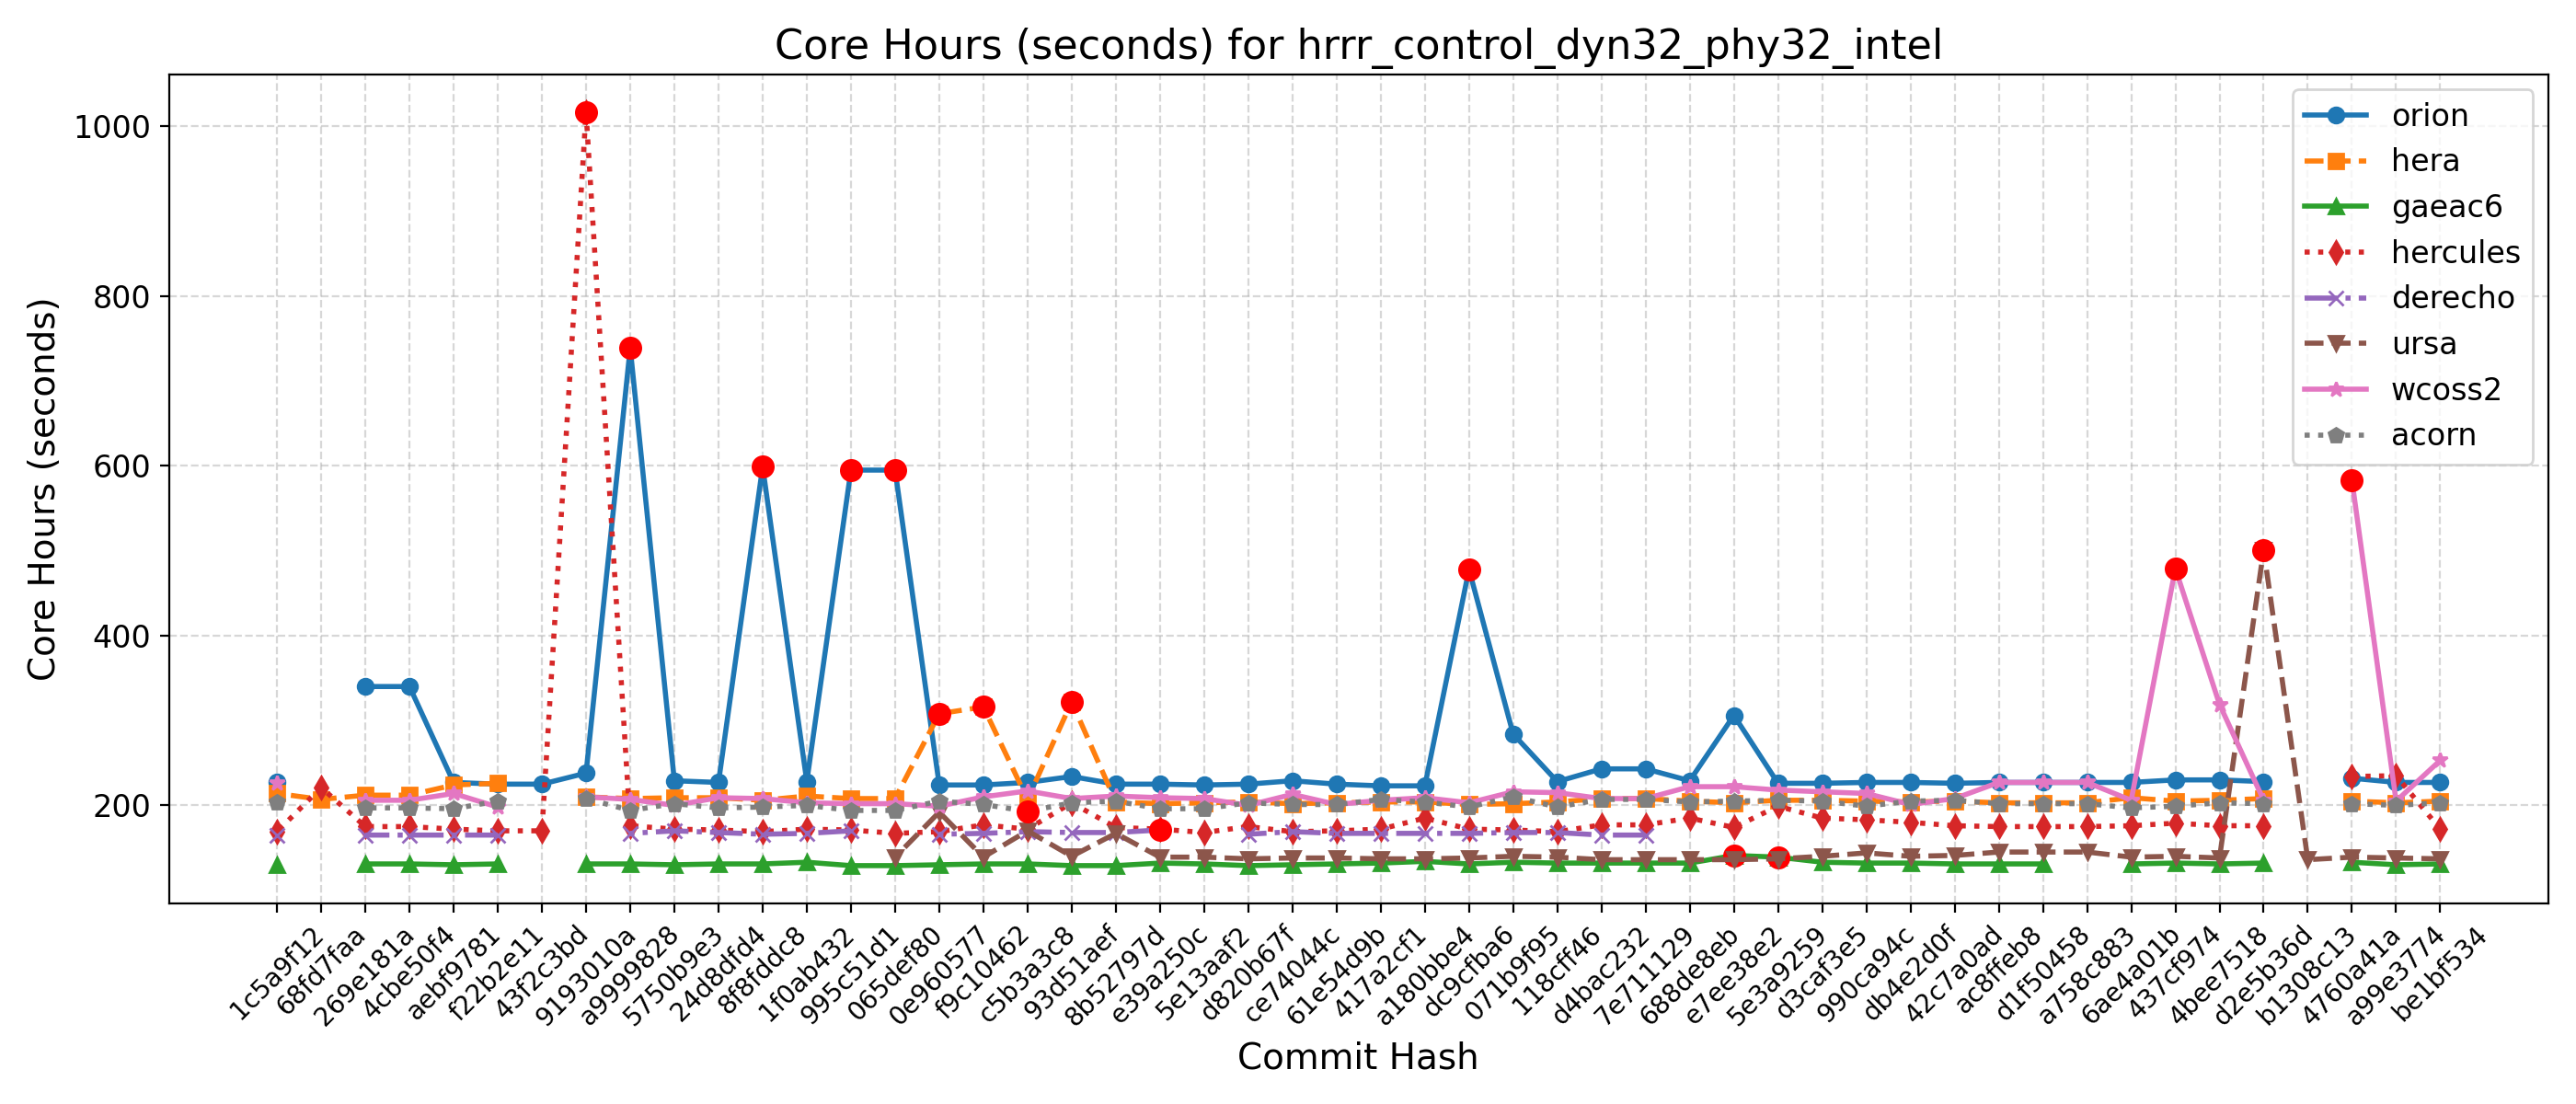 Core Hours (seconds) for hrrr_control_dyn32_phy32_intel
Core Hours (seconds)
1000
800
600
400
200
orion
hera
gaeac6
hercules
derecho
ursa
wcoss2
acorn
1c5a9f12
68fd7faa
269e181a
4cbe50f4
aebf9781
f22b2e11
43f2c3bd
9193010a
a9999828
5750b9e3
24d8dfd4
8f8fddc8
1f0ab432
995c51d1
065def80
0e960577
f9c10462
c5b3a3c8
93d51aef
8b52797d
e39a250c
5e13aaf2
d820b67f
ce74044c
61e54d9b
417a2cf1
a180bbe4
dc9cfba6
071b9f95
118cff46
d4bac232
7e711129
688de8eb
e7ee38e2
5e3a9259
d3caf3e5
990ca94c
db4e2d0f
42c7a0ad
ac8ffeb8
d1f50458
a758c883
6ae4a01b
437cf974
4bee7518
d2e5b36d
b1308c13
4760a41a
a99e3774
be1bf534
Commit Hash